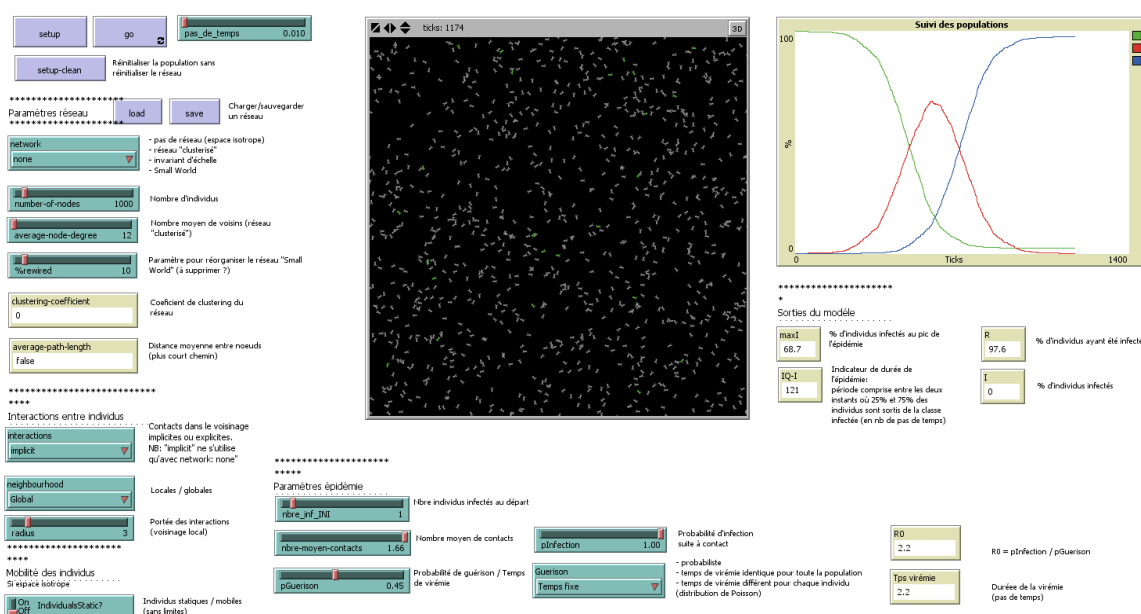 setup
go
pas_de_temps 0.010
setup-clean
Réinitialiser la population sans
réinitialiser le réseau
**********************
Paramètres réseau
**********************
load
save
Charger/sauvegarder
un réseau
network
none
- pas de réseau (espace isotrope)
- réseau "clusterisé"
- invariant d'échelle
- Small World
number-of-nodes 1000
Nombre d'individus
average-node-degree 12
Nombre moyen de voisins (réseau
"clusterisé")
%rewired 10
Paramètre pour réorganiser le réseau "Small
World" (à supprimer ?)
clustering-coefficient
0
Coeficient de clustering du
réseau
average-path-length
false
Distance moyenne entre noeuds
(plus court chemin)
****************************
****
Interactions entre individus
interactions
implicit
Contacts dans le voisinage
implicites ou explicites.
NB: "implicit" ne s'utilise
qu'avec network: none"
neighbourhood
Global
Locales / globales
radius 3
Portée des interactions
(voisinage local)
**********************
****
Mobilité des individus
Si espace isotrope
On
Off
IndividualsStatic?
Individus statiques / mobiles
(sans limites)
ticks: 1174
3D
Suivi des populations
100
%
0
0
Ticks
1400
**********************
*
Sorties du modèle
maxI
68.7
% d'individus infectés au pic de
l'épidémie
R
97.6
% d'individus ayant été infecté
IQ-I
121
Indicateur de durée de
l'épidémie:
période comprise entre les deux
instants où 25% et 75% des
individus sont sortis de la classe
infectée (en nb de pas de temps)
I
0
% d'individus infectés
**********************
*****
Paramètres épidémie
nbre_inf_INI 1
Nbre individus infectés au départ
nbre-moyen-contacts 1.66
Nombre moyen de contacts
pGuerison 0.45
Probabilité de guérison / Temps
de virémie
pInfection 1.00
Probabilité d'infection
suite à contact
Guerison
Temps fixe
- probabiliste
- temps de virémie identique pour toute la population
- temps de virémie différent pour chaque individu
(distribution de Poisson)
R0
2.2
R0 = pInfection / pGuerison
Tps virémie
2.2
Duréee de la virémie
(pas de temps)